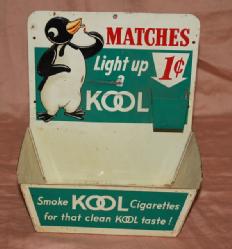 MATCHES
Light up
a
1¢
KOOL
Smoke KOOL Cigarettes
for that clean KOOL taste!